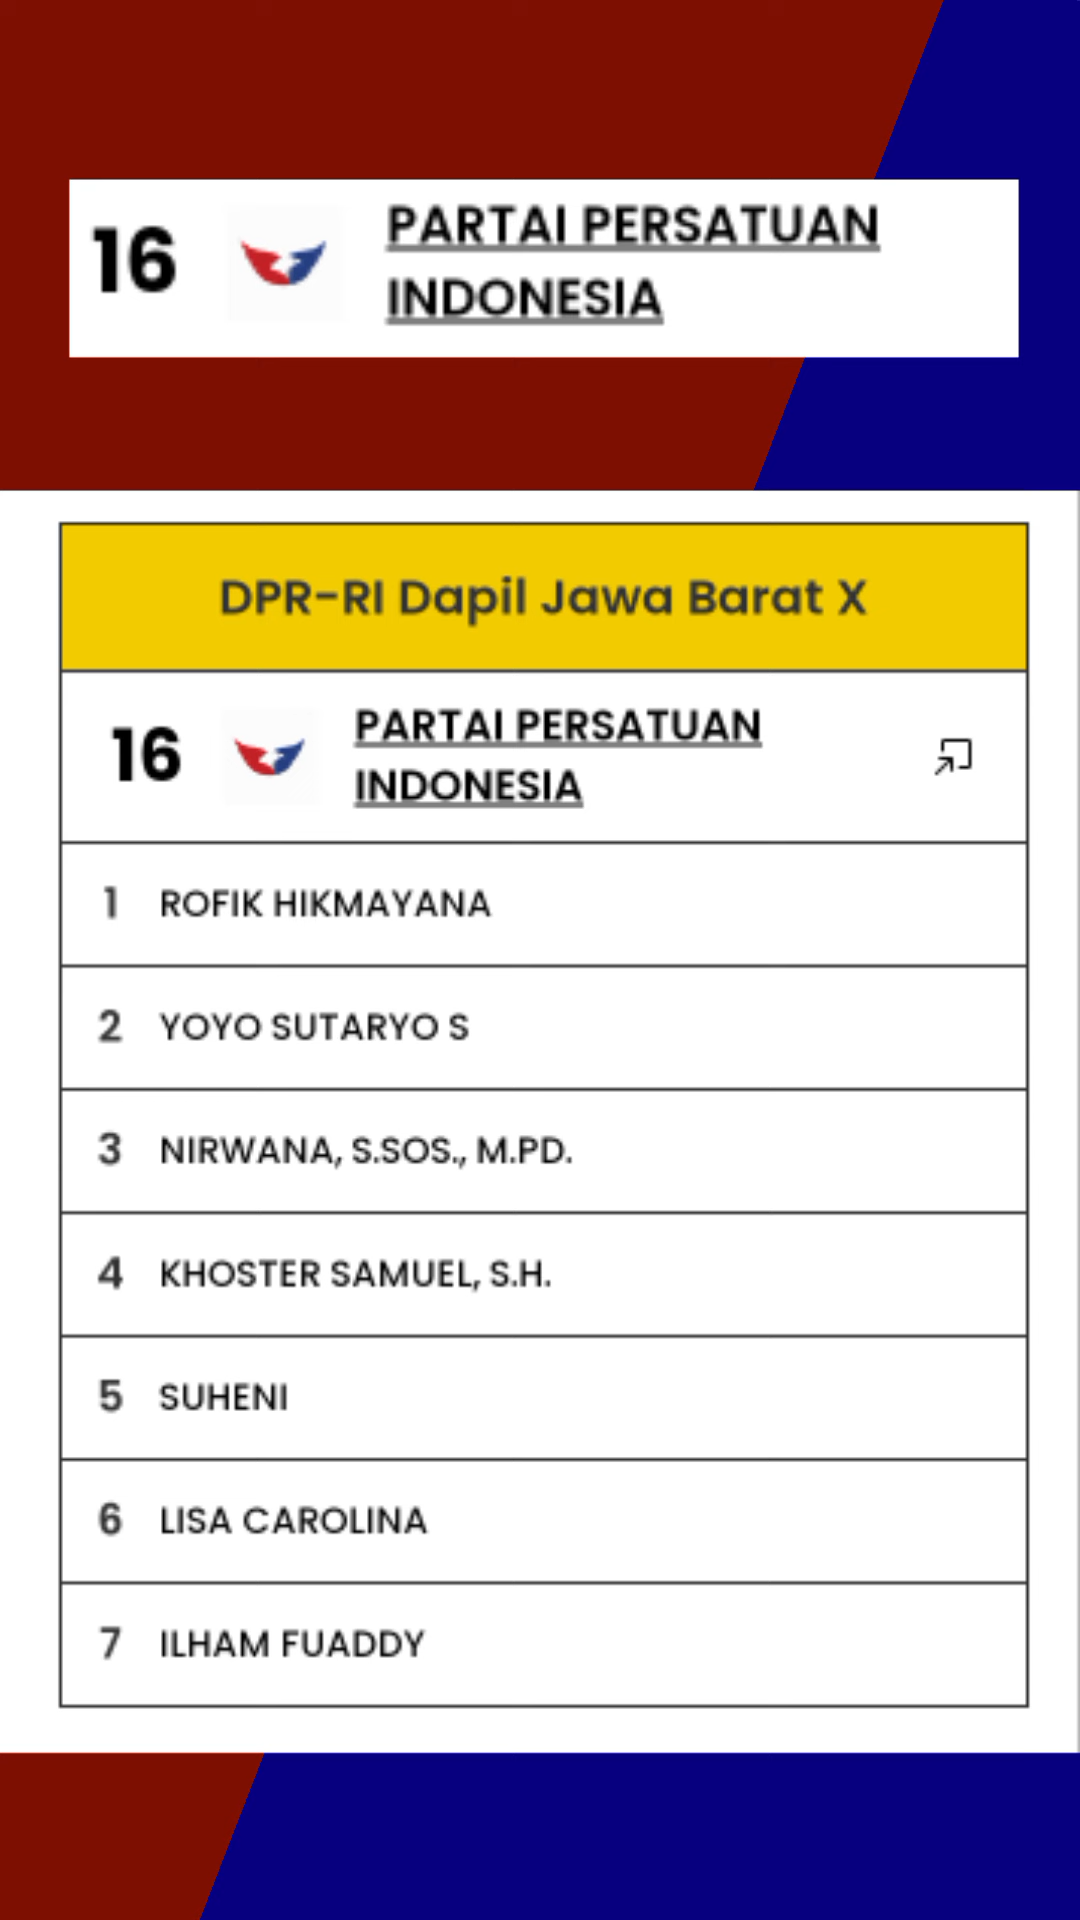 16
PARTAI PERSATUAN
INDONESIA
DPR-RI Dapil Jawa Barat X
16
PARTAI PERSATUAN
INDONESIA
1 ROFIK HIKMAYANA
2 YOYO SUTARYO S
3 NIRWANA, S.SOS., M.PD.
4 KHOSTER SAMUEL, S.H.
5 SUHENI
6 LISA CAROLINA
7 ILHAM FUADDY